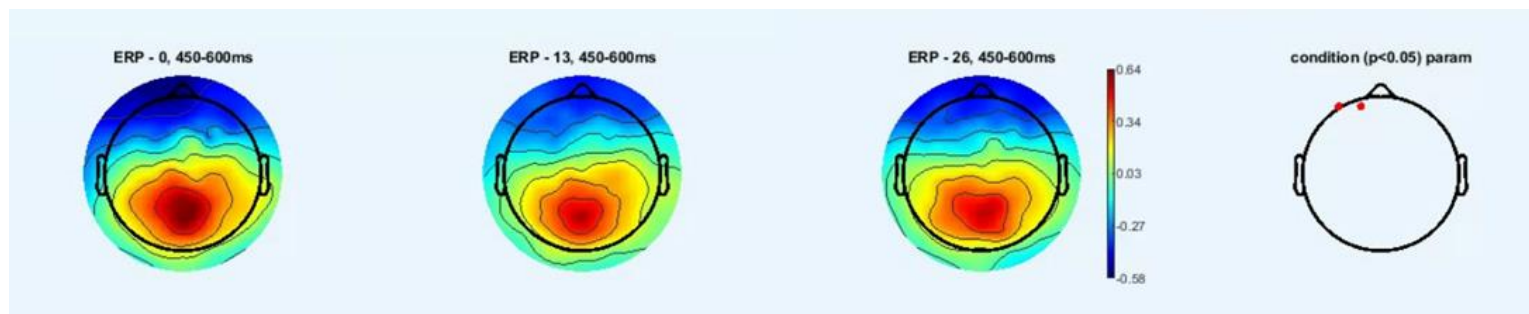 ERP - 0, 450-600ms
ERP - 13, 450-600ms
ERP - 26, 450-600ms
condition (p<0.05) param
0.64
0.34
0.03
-0.27
-0.58